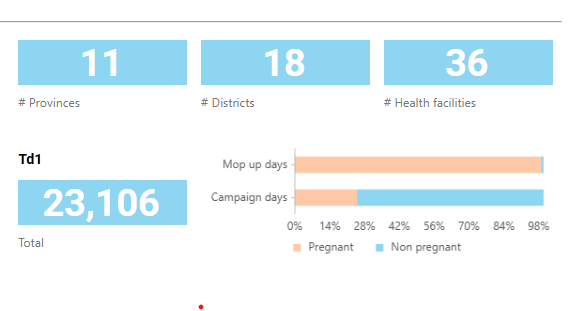 11 18 36
# Provinces # Districts # Health facilities
Td1
Mop up days
23,106
Campaign days
0% 14% 28% 42% 56% 70% 84% 98%
Total
Pregnant Non pregnant